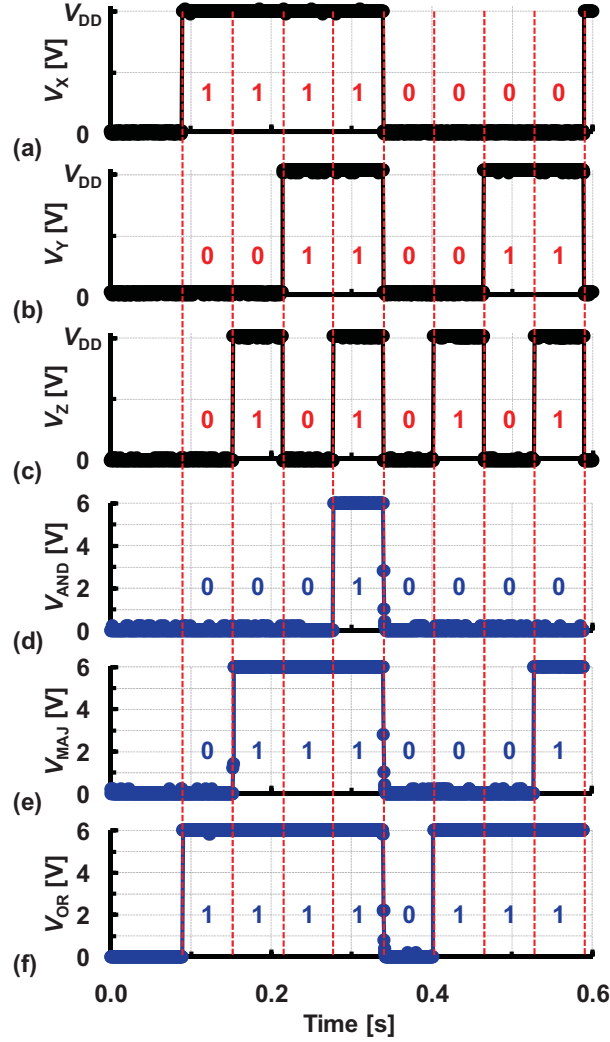 V_DD
V_X [V]
1 1 1 1 0 0 0 0
0
(a)
V_DD
V_Y [V]
0 0 1 1 0 0 1 1
0
(b)
V_DD
V_Z [V]
0 1 0 1 0 1 0 1
0
(c)
6
4
V_AND [V]
2
0 0 0 1 0 0 0 0
0
(d)
6
4
V_MAJ [V]
2
0 1 1 1 0 0 0 1
0
(e)
6
4
V_OR [V]
2
1 1 1 1 0 1 1 1
0
(f)
0.0 0.2 0.4 0.6
Time [s]